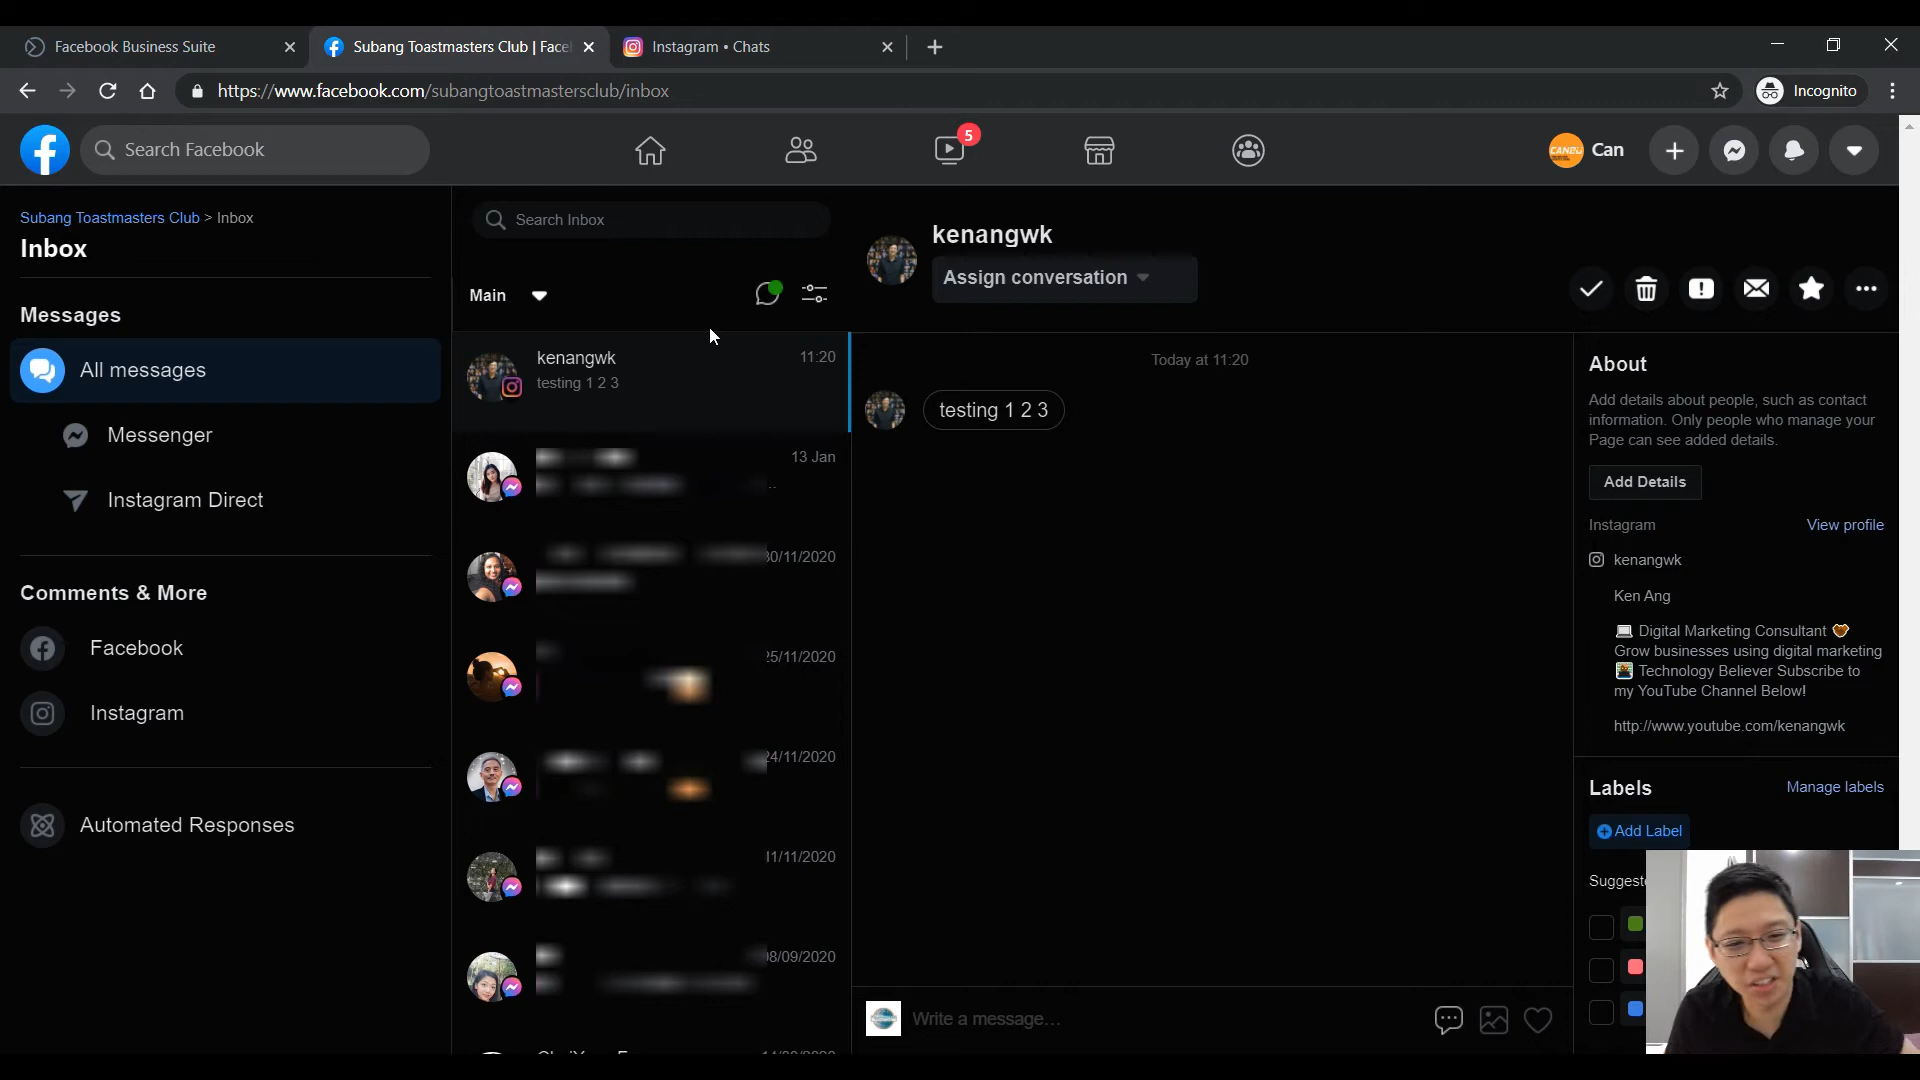 Facebook Business Suite
Subang Toastmasters Club | Face
Instagram • Chats
https://www.facebook.com/subangtoastmastersclub/inbox
Incognito
Search Facebook
5
Can
Subang Toastmasters Club > Inbox
Inbox
Messages
All messages
Messenger
Instagram Direct
Comments & More
Facebook
Instagram
Automated Responses
Search Inbox
Main
kenangwk
11:20
testing 1 2 3
13 Jan
30/11/2020
25/11/2020
24/11/2020
11/11/2020
08/09/2020
kenangwk
Assign conversation
Today at 11:20
testing 1 2 3
Write a message…
About
Add details about people, such as contact
information. Only people who manage your
Page can see added details.
Add Details
Instagram
View profile
kenangwk
Ken Ang
Digital Marketing Consultant
Grow businesses using digital marketing
Technology Believer Subscribe to
my YouTube Channel Below!
http://www.youtube.com/kenangwk
Labels
Manage labels
Add Label
Suggeste